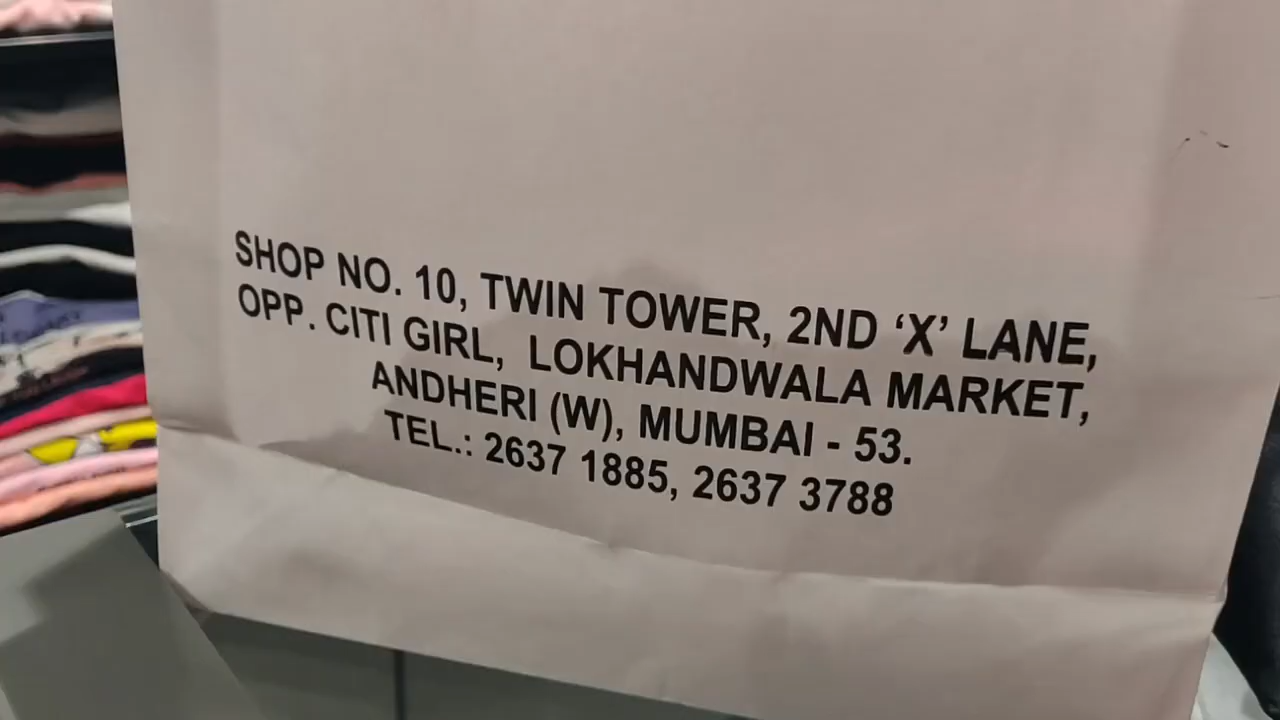 SHOP NO. 10, TWIN TOWER, 2ND ‘X’ LANE,
OPP. CITI GIRL, LOKHANDWALA MARKET,
ANDHERI (W), MUMBAI - 53.
TEL.: 2637 1885, 2637 3788